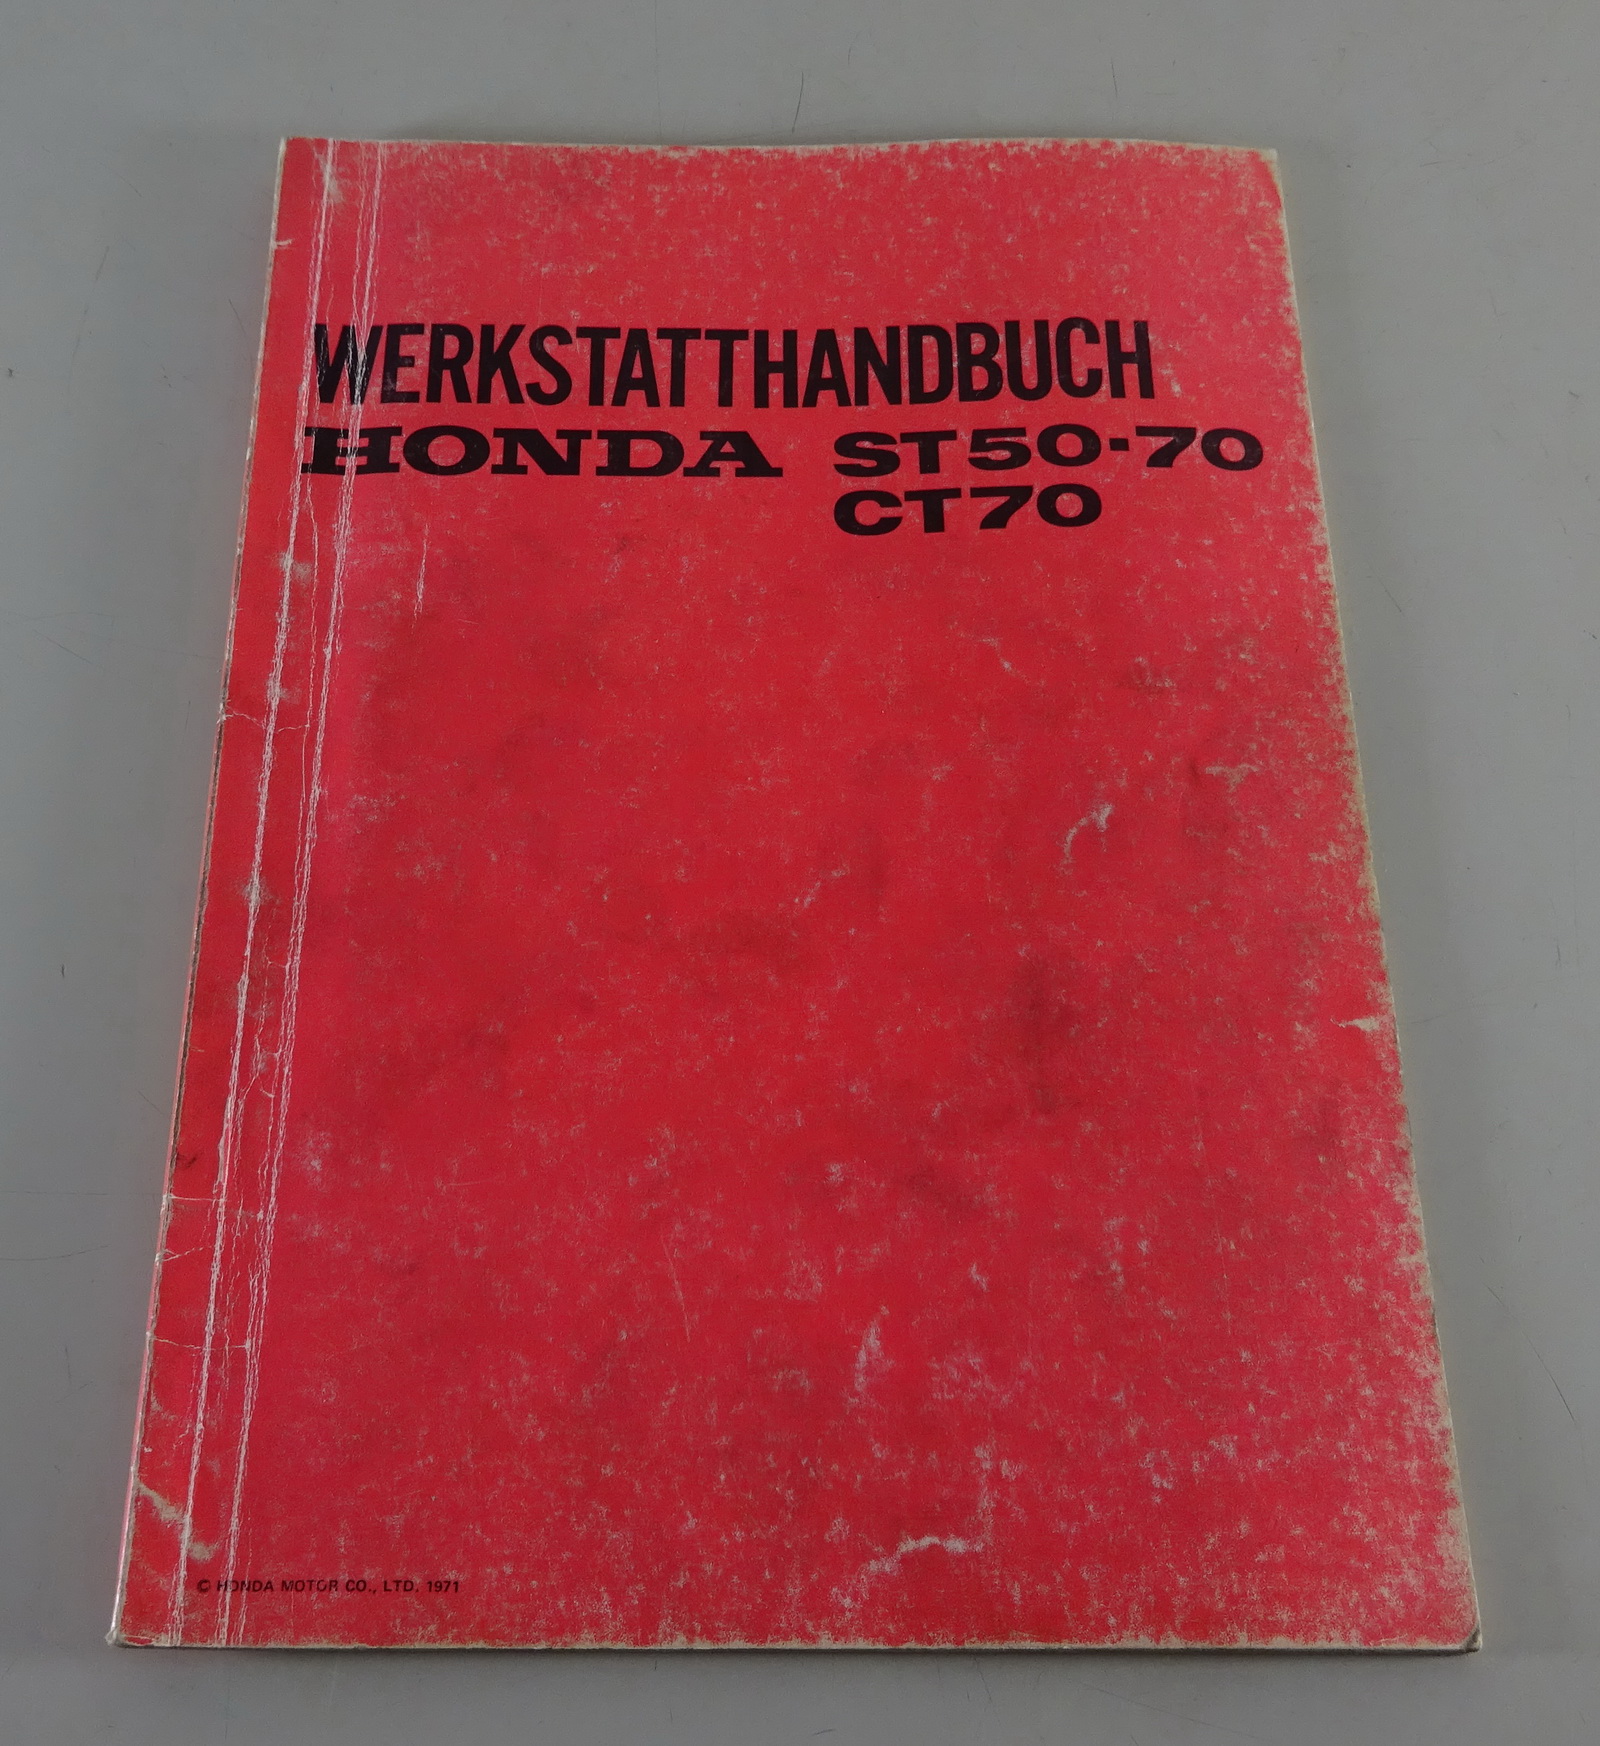 WERKSTATTHANDBUCH
HONDA ST50-70
CT70
© HONDA MOTOR CO., LTD. 1971